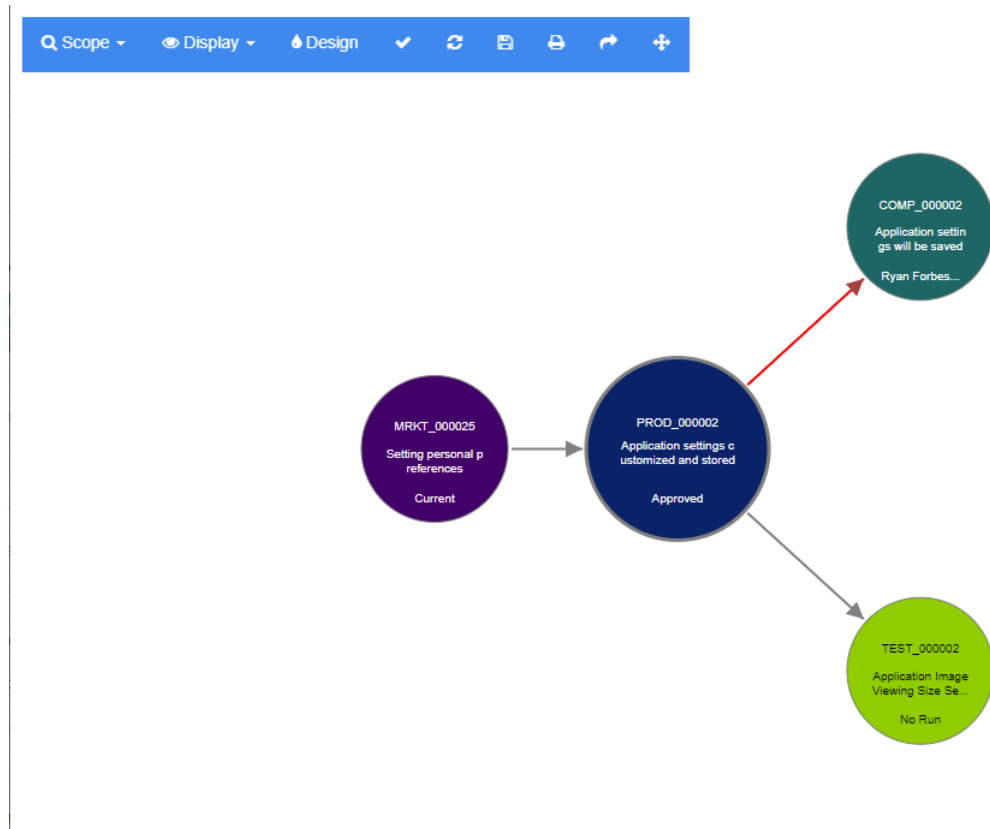 Scope Display Design
COMP_000002
Application settin
gs will be saved
Ryan Forbes...
MRKT_000025
Setting personal p
references
Current
PROD_000002
Application settings c
ustomized and stored
Approved
TEST_000002
Application Image
Viewing Size Se...
No Run